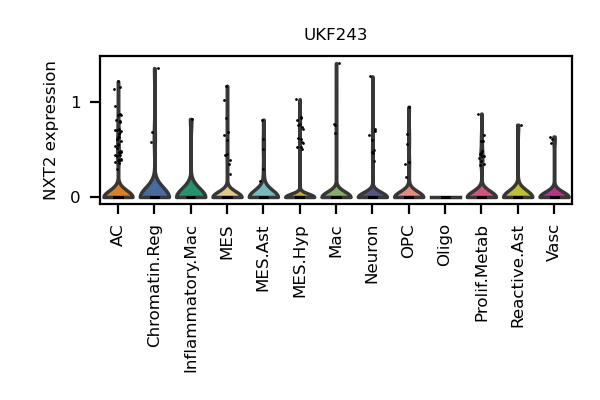 UKF243
NXT2 expression
1
0
AC
Chromatin.Reg
Inflammatory.Mac
MES
MES.Ast
MES.Hyp
Mac
Neuron
OPC
Oligo
Prolif.Metab
Reactive.Ast
Vasc